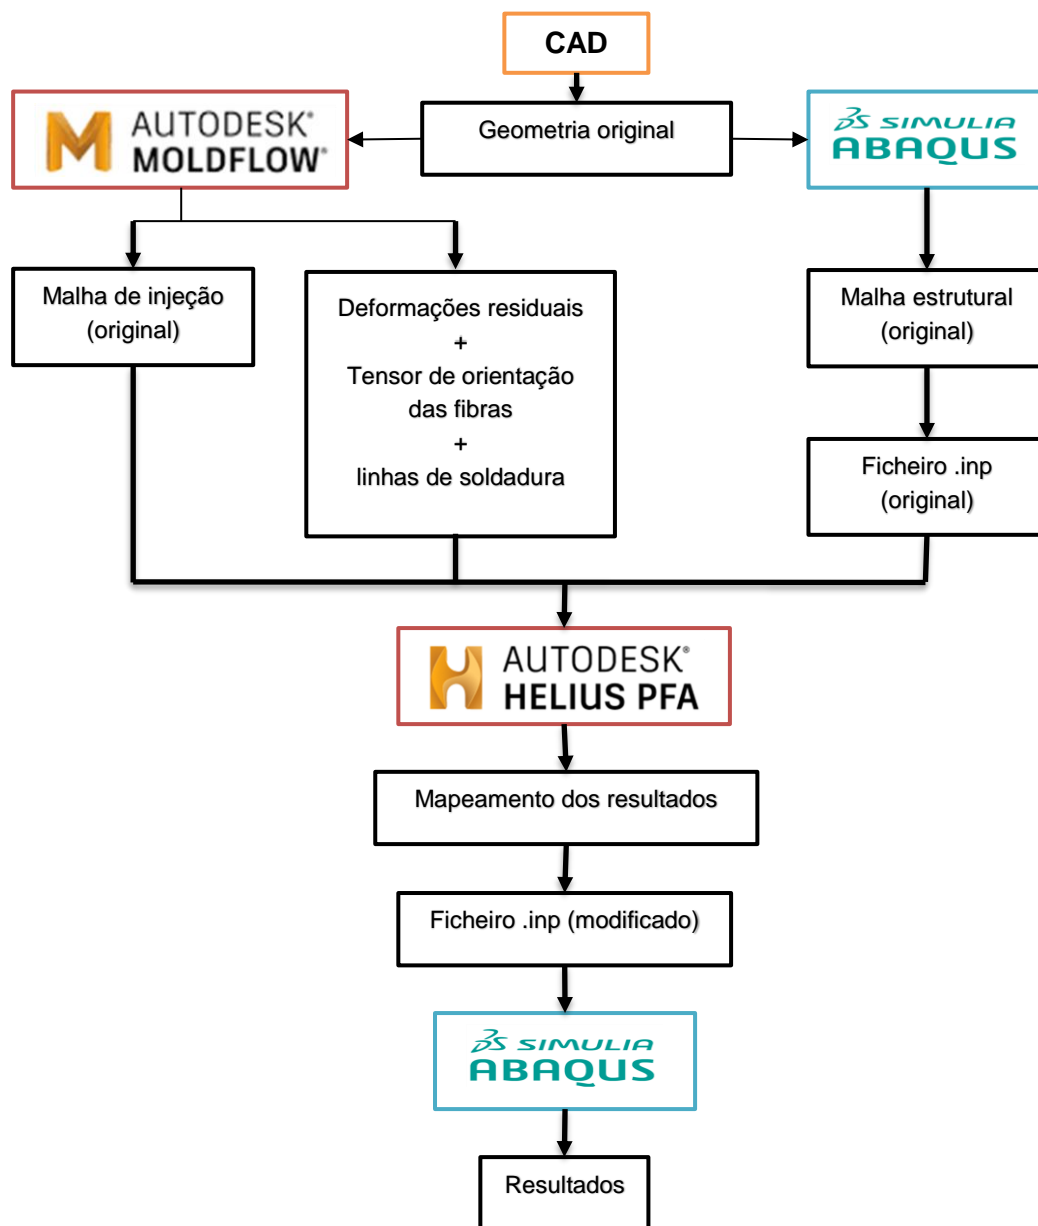 CAD
AUTODESK®
MOLDFLOW®
Geometria original
3DS SIMULIA
ABAQUS
Malha de injeção
(original)
Deformações residuais
+
Tensor de orientação
das fibras
+
linhas de soldadura
Malha estrutural
(original)
Ficheiro .inp
(original)
AUTODESK®
HELIUS PFA
Mapeamento dos resultados
Ficheiro .inp (modificado)
3DS SIMULIA
ABAQUS
Resultados